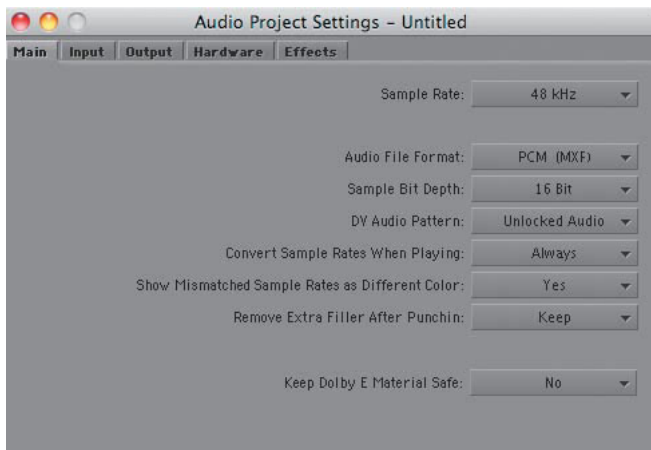 Audio Project Settings – Untitled
Main Input Output Hardware Effects
Sample Rate: 48 kHz
Audio File Format: PCM (MXF)
Sample Bit Depth: 16 Bit
DV Audio Pattern: Unlocked Audio
Convert Sample Rates When Playing: Always
Show Mismatched Sample Rates as Different Color: Yes
Remove Extra Filler After Punchin: Keep
Keep Dolby E Material Safe: No